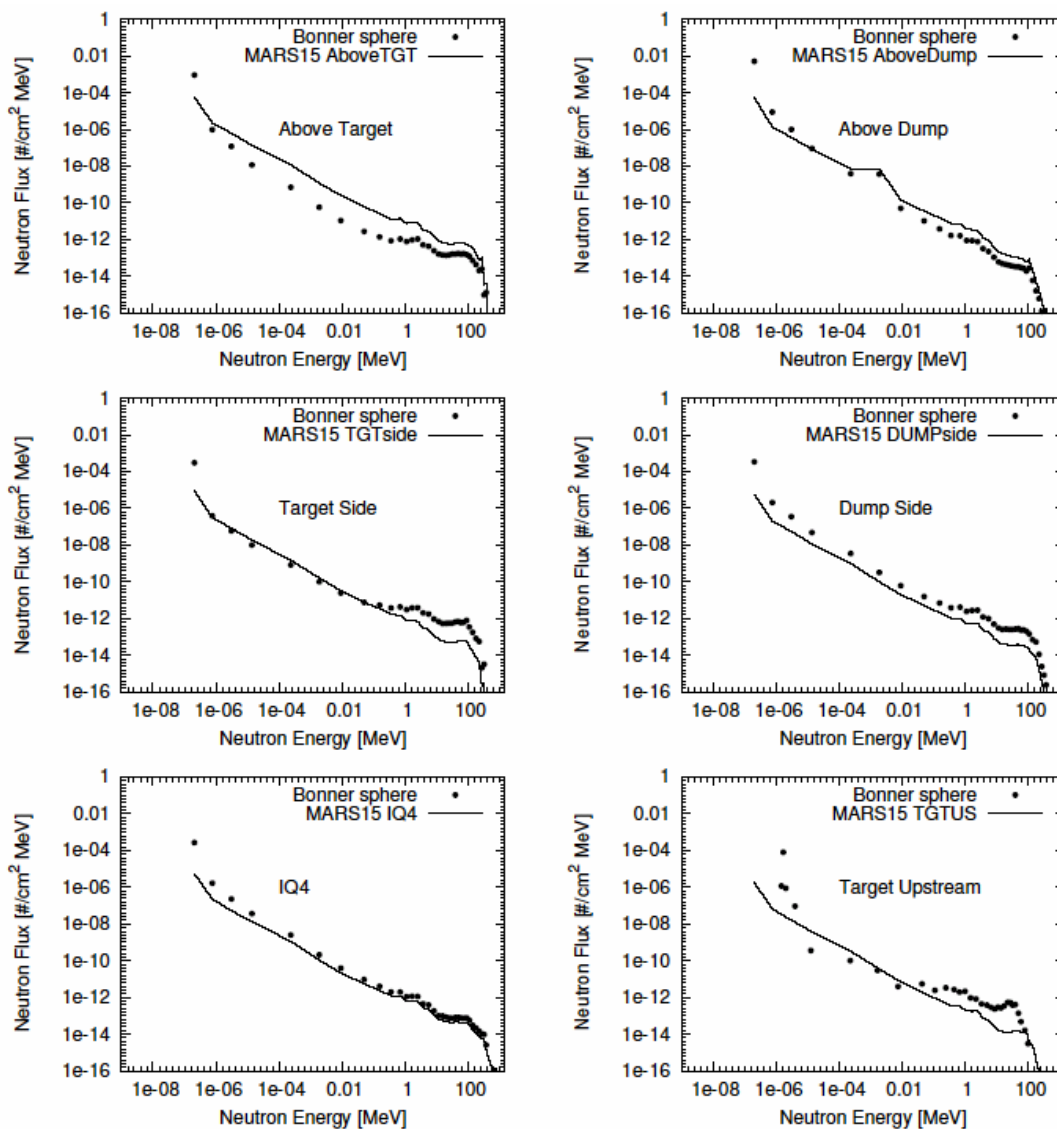 1
0.01
1e-04
1e-06
1e-08
1e-10
1e-12
1e-14
1e-16
Neutron Flux [#/cm² MeV]
Bonner sphere
MARS15 AboveTGT
Above Target
1e-08 1e-06 1e-04 0.01 1 100
Neutron Energy [MeV]
1
0.01
1e-04
1e-06
1e-08
1e-10
1e-12
1e-14
1e-16
Neutron Flux [#/cm² MeV]
Bonner sphere
MARS15 AboveDump
Above Dump
1e-08 1e-06 1e-04 0.01 1 100
Neutron Energy [MeV]
1
0.01
1e-04
1e-06
1e-08
1e-10
1e-12
1e-14
1e-16
Neutron Flux [#/cm² MeV]
Bonner sphere
MARS15 TGTside
Target Side
1e-08 1e-06 1e-04 0.01 1 100
Neutron Energy [MeV]
1
0.01
1e-04
1e-06
1e-08
1e-10
1e-12
1e-14
1e-16
Neutron Flux [#/cm² MeV]
Bonner sphere
MARS15 DUMPside
Dump Side
1e-08 1e-06 1e-04 0.01 1 100
Neutron Energy [MeV]
1
0.01
1e-04
1e-06
1e-08
1e-10
1e-12
1e-14
1e-16
Neutron Flux [#/cm² MeV]
Bonner sphere
MARS15 IQ4
IQ4
1e-08 1e-06 1e-04 0.01 1 100
Neutron Energy [MeV]
1
0.01
1e-04
1e-06
1e-08
1e-10
1e-12
1e-14
1e-16
Neutron Flux [#/cm² MeV]
Bonner sphere
MARS15 TGTUS
Target Upstream
1e-08 1e-06 1e-04 0.01 1 100
Neutron Energy [MeV]